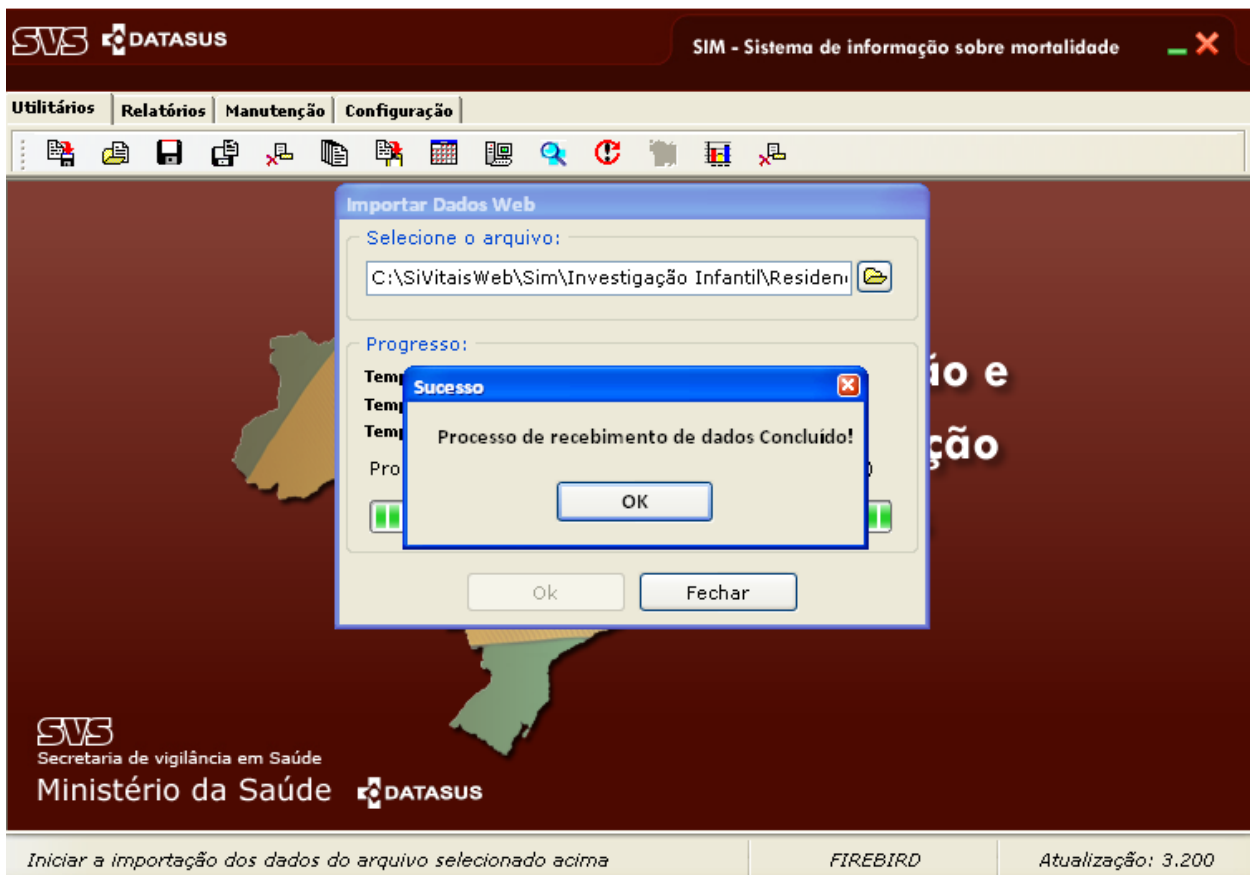 SVS DATASUS
SIM - Sistema de informação sobre mortalidade
Utilitários Relatórios Manutenção Configuração
Importar Dados Web
Selecione o arquivo:
C:\SiVitaisWeb\Sim\Investigação Infantil\Residen
Progresso:
Sucesso
Processo de recebimento de dados Concluído!
OK
Ok Fechar
SVS
Secretaria de vigilância em Saúde
Ministério da Saúde DATASUS
Iniciar a importação dos dados do arquivo selecionado acima FIREBIRD Atualização: 3.200